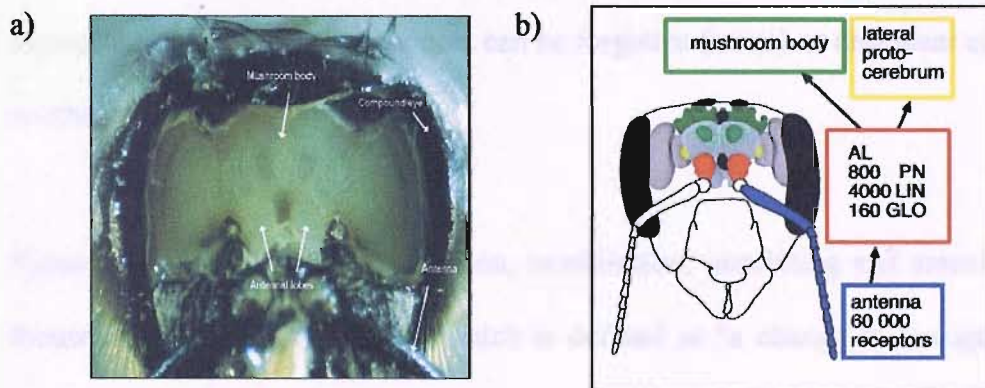 a)
Mushroom body
Compound eye
Antenna
Antennal lobes
b)
mushroom body
lateral
proto-
cerebrum
AL
800 PN
4000 LIN
160 GLO
antenna
60 000
receptors